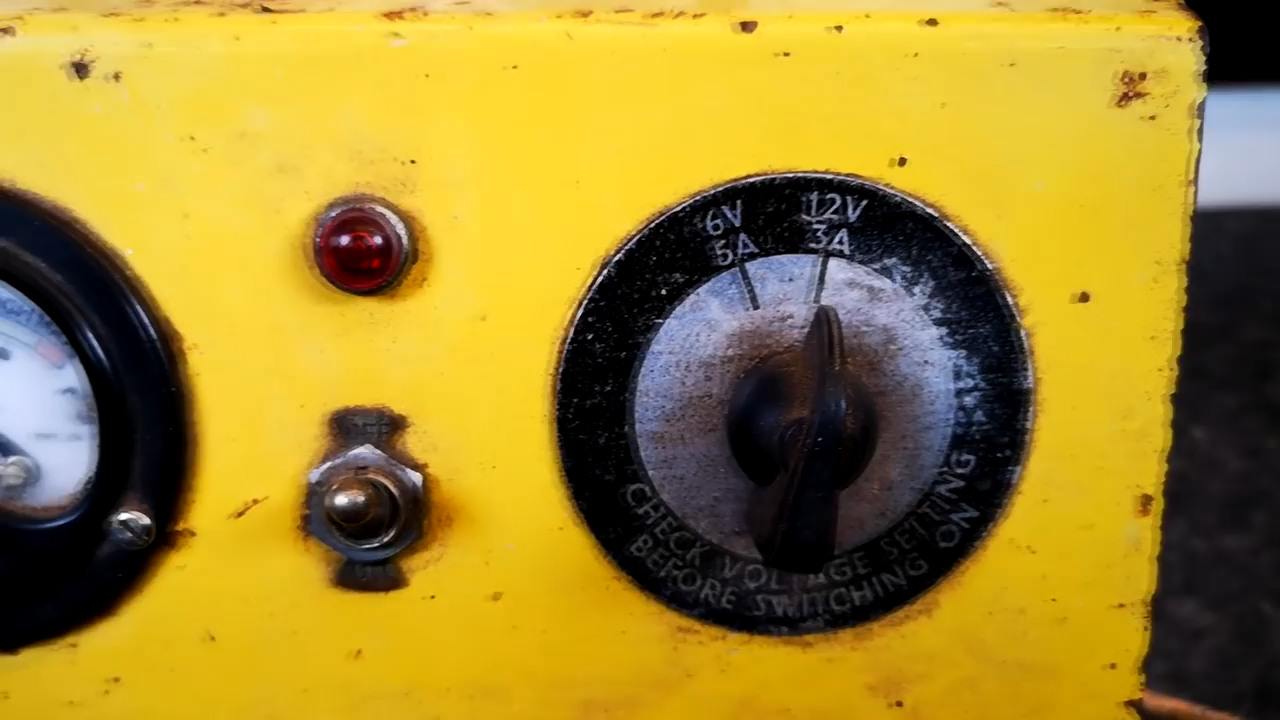 6V 12V
5A 3A
CHECK VOLTAGE SETTING
BEFORE SWITCHING ON